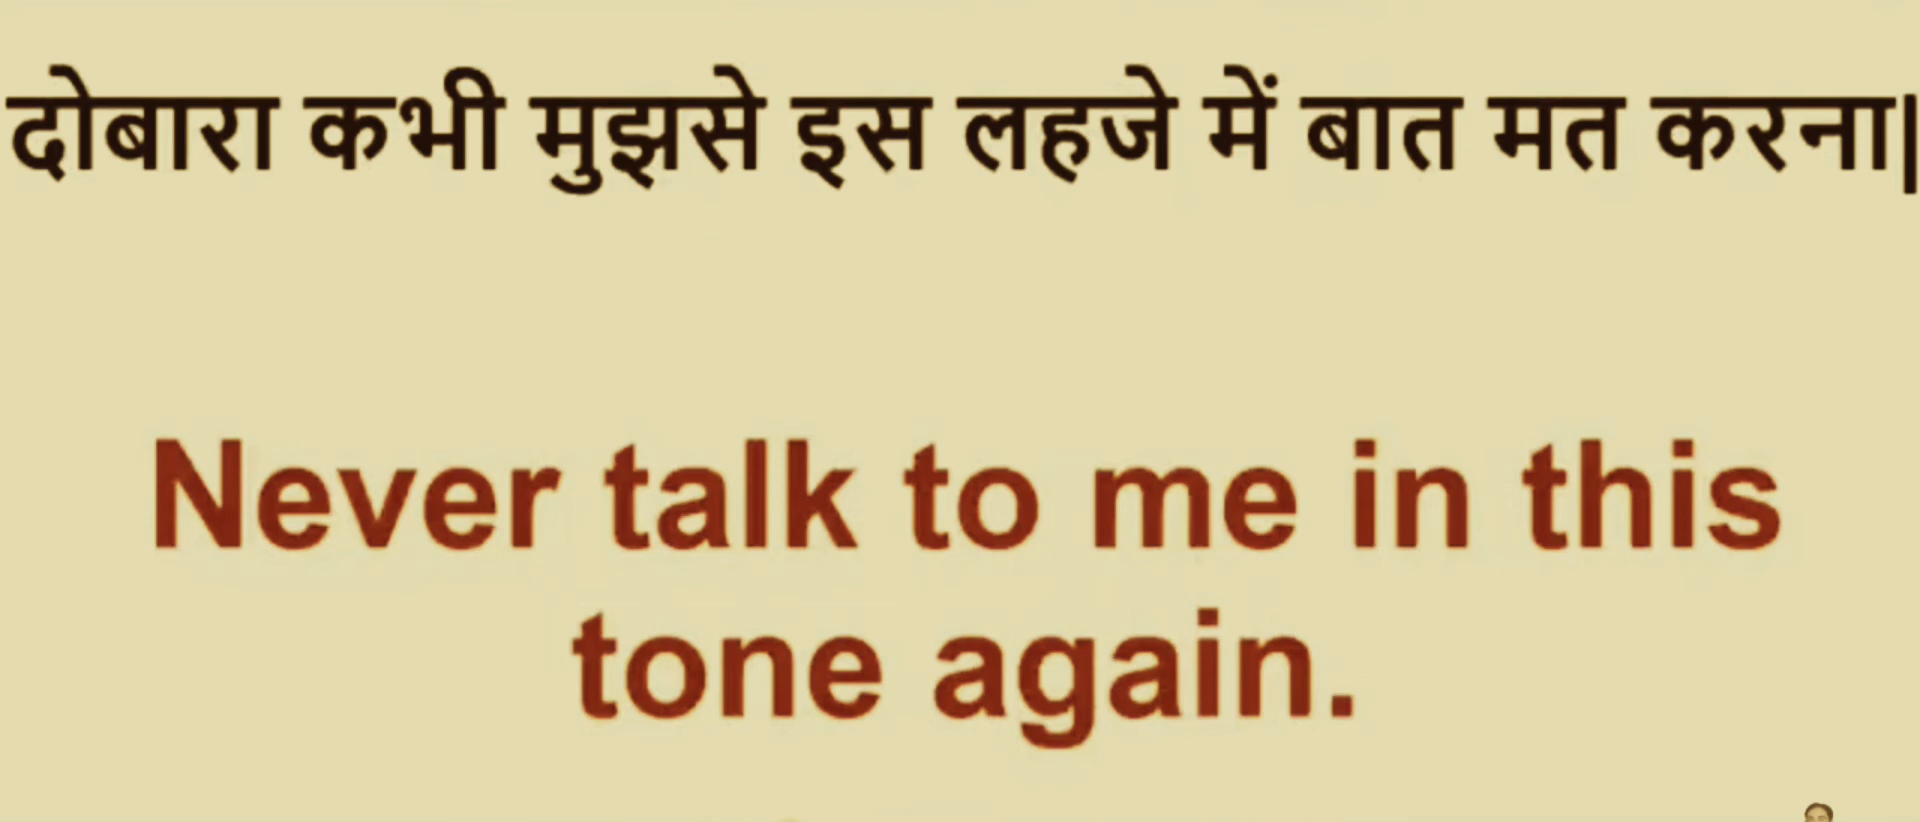 दोबारा कभी मुझसे इस लहजे में बात मत करना|
Never talk to me in this
tone again.